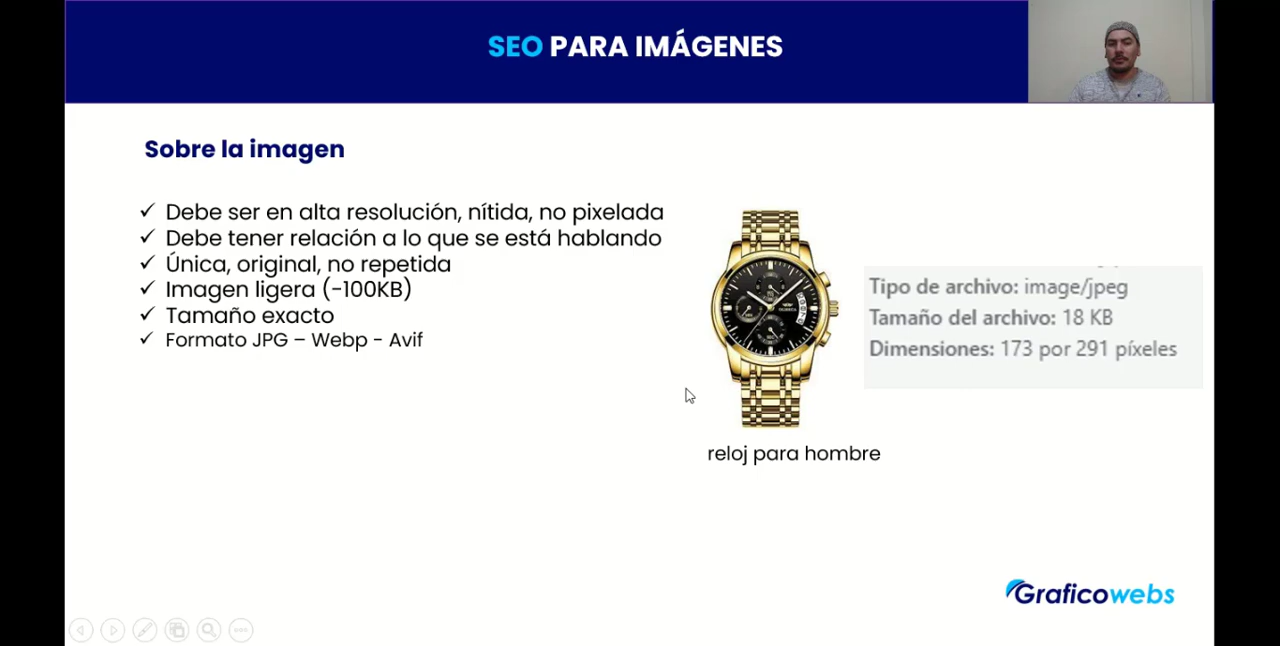 SEO PARA IMÁGENES
Sobre la imagen
✓ Debe ser en alta resolución, nítida, no pixelada
✓ Debe tener relación a lo que se está hablando
✓ Única, original, no repetida
✓ Imagen ligera (-100KB)
✓ Tamaño exacto
✓ Formato JPG – Webp - Avif
Tipo de archivo: image/jpeg
Tamaño del archivo: 18 KB
Dimensiones: 173 por 291 píxeles
reloj para hombre
Graficowebs